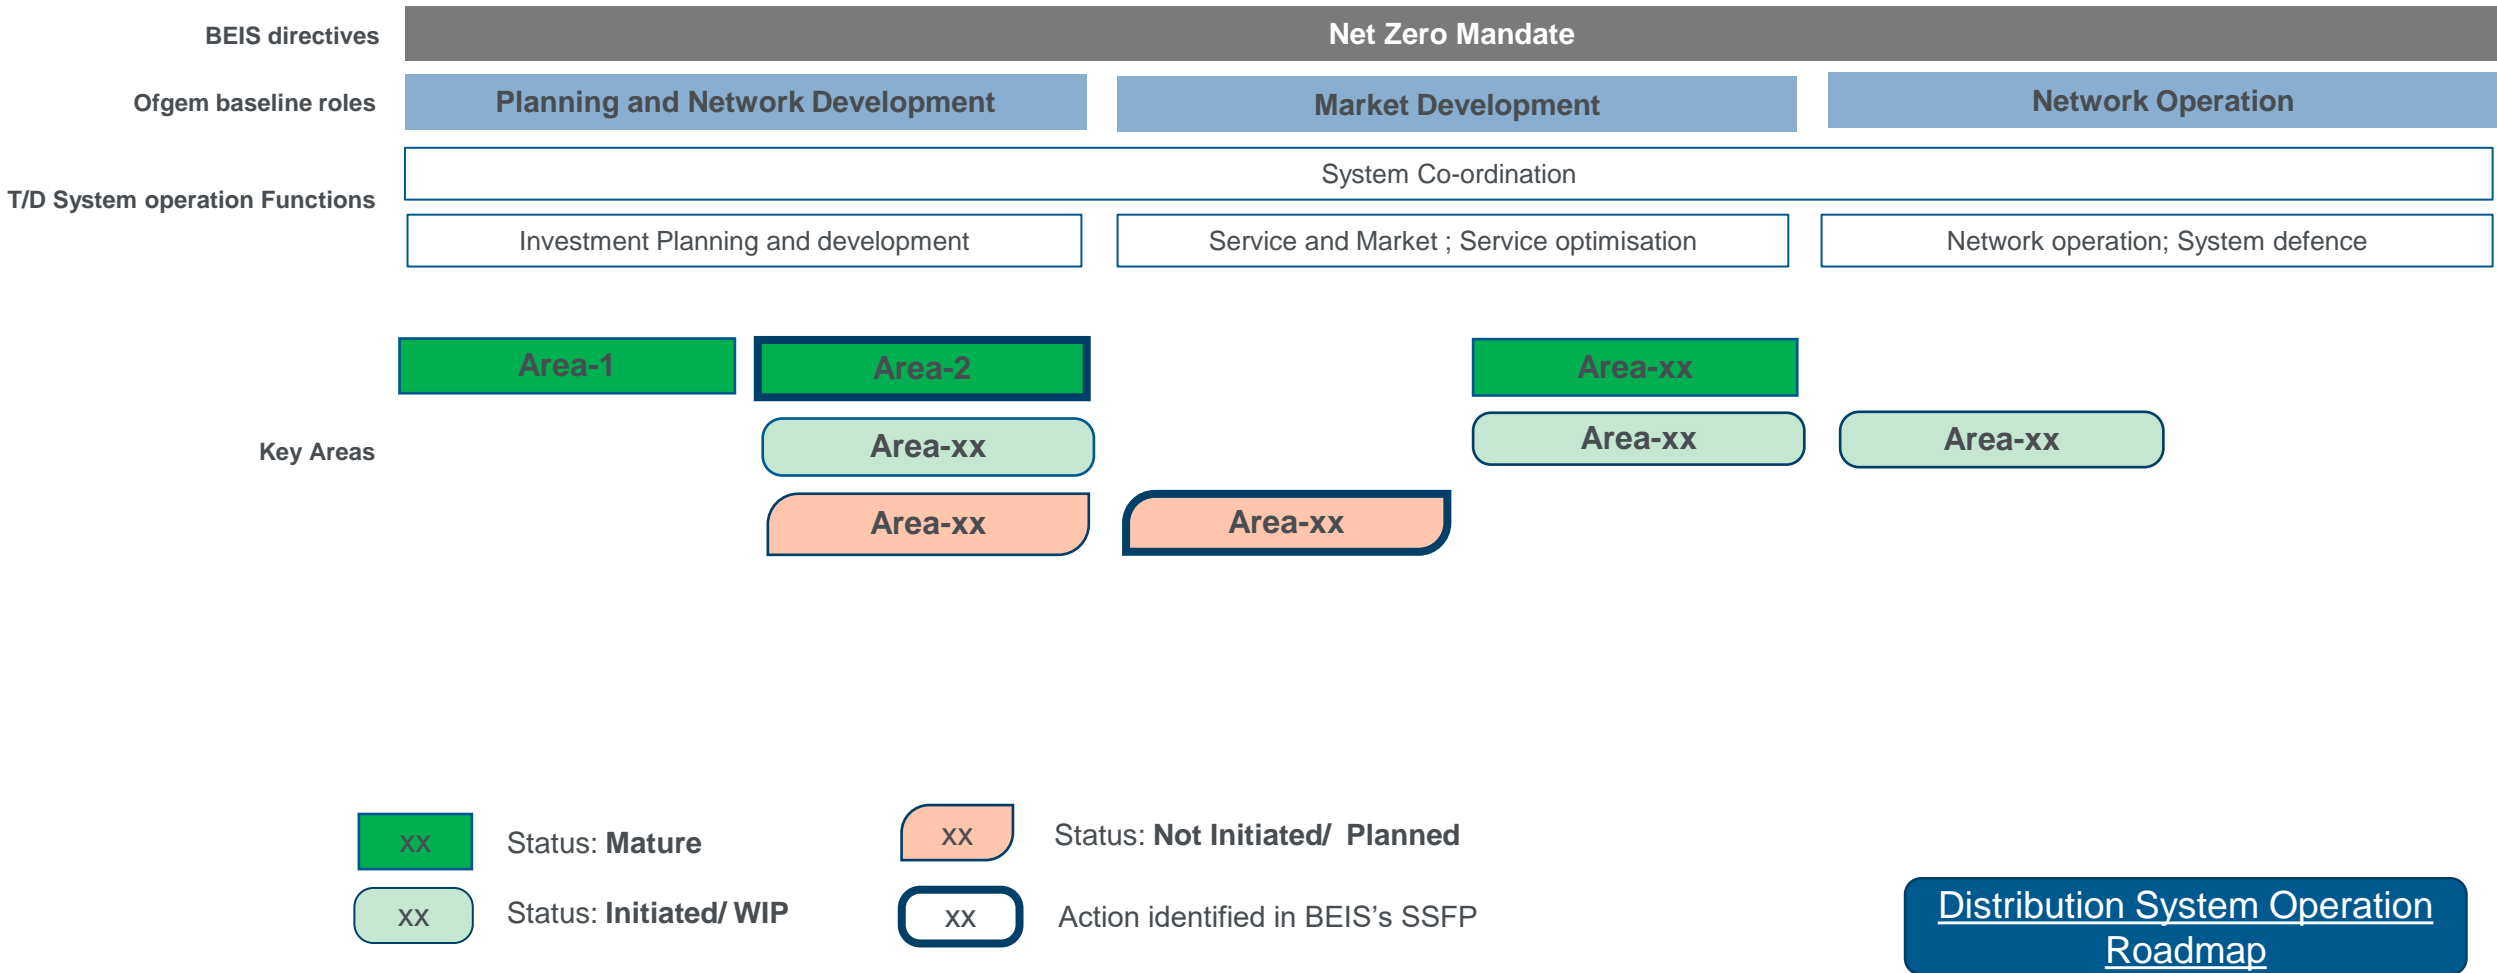 BEIS directives
Net Zero Mandate
Ofgem baseline roles
Planning and Network Development
Market Development
Network Operation
T/D System operation Functions
System Co-ordination
Investment Planning and development
Service and Market ; Service optimisation
Network operation; System defence
Key Areas
Area-1
Area-2
Area-xx
Area-xx
Area-xx
Area-xx
Area-xx
Area-xx
xx
Status: Mature
xx
Status: Not Initiated/ Planned
xx
Status: Initiated/ WIP
xx
Action identified in BEIS’s SSFP
Distribution System Operation
Roadmap